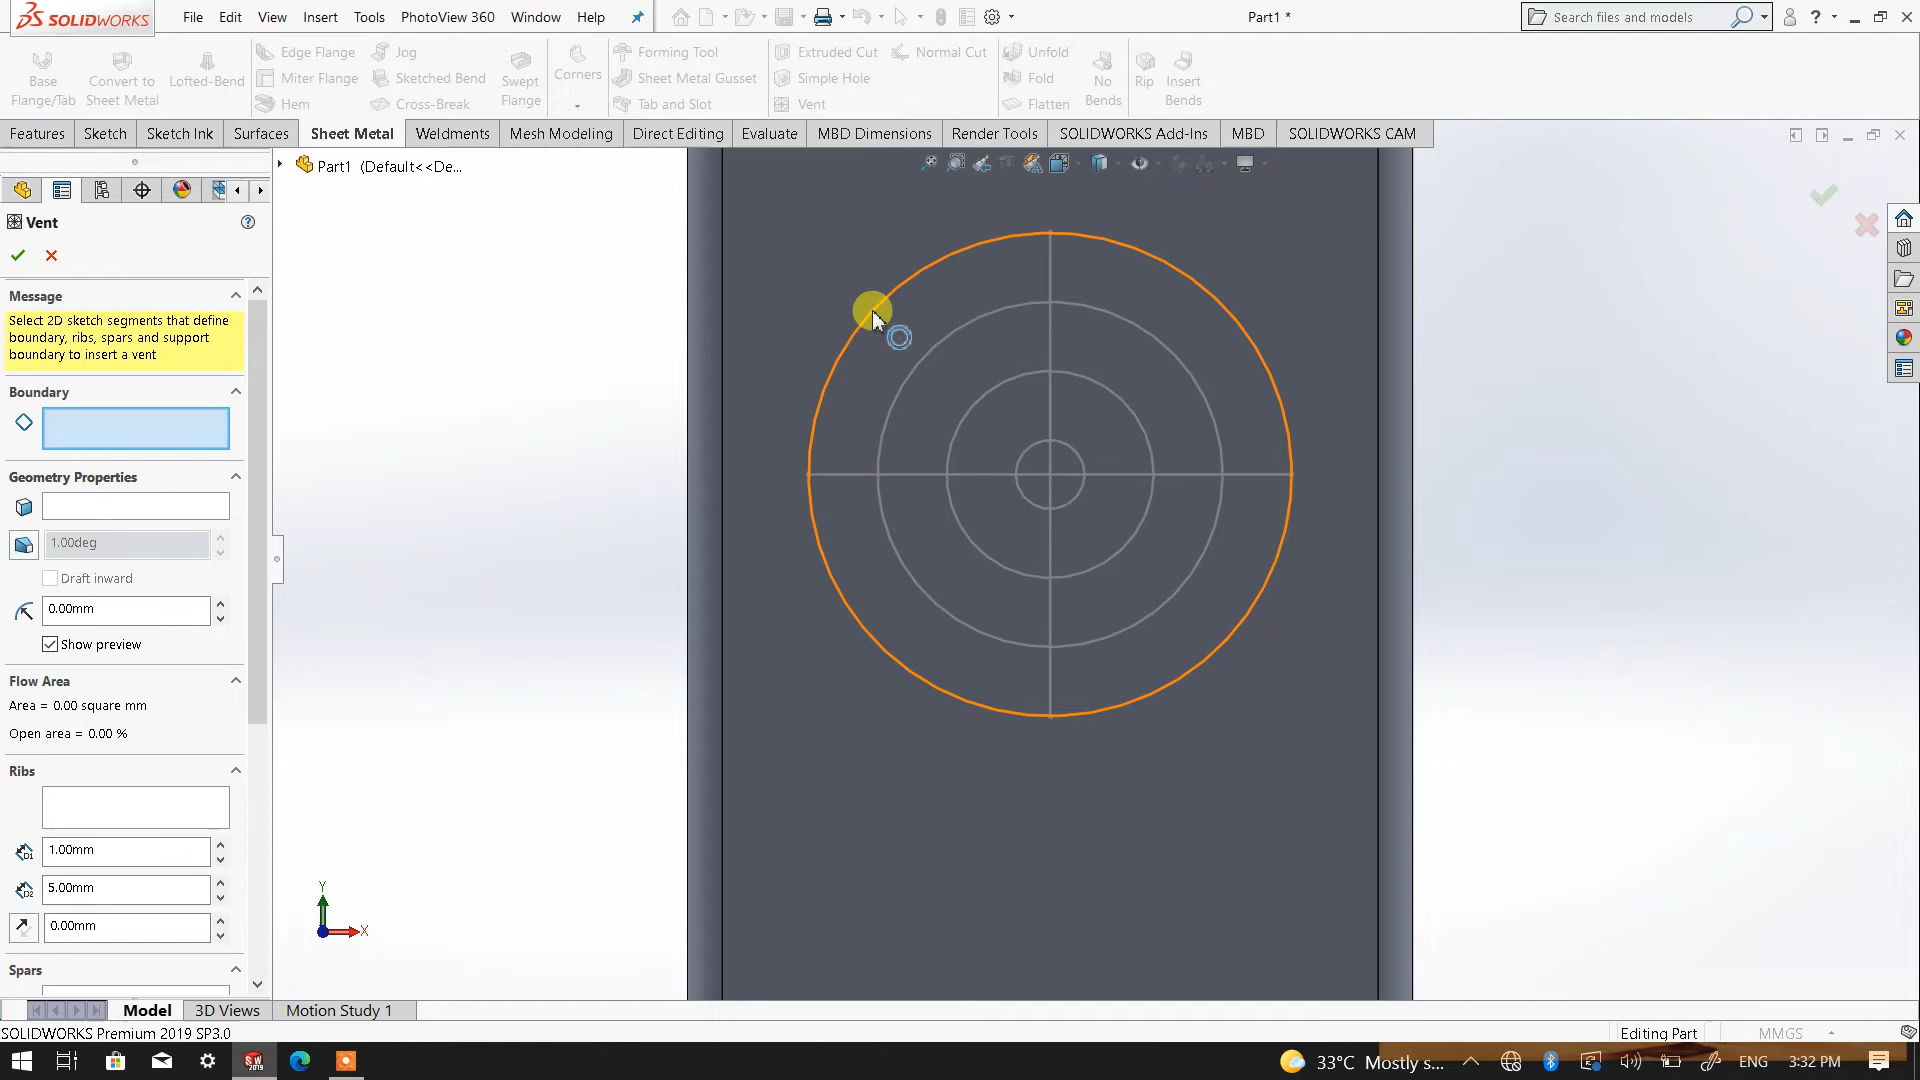 SOLIDWORKS File Edit View Insert Tools PhotoView 360 Window Help Part1 * Search files and models
Base Flange/Tab
Convert to Sheet Metal
Lofted-Bend
Edge Flange
Miter Flange
Hem
Jog
Sketched Bend
Cross-Break
Swept Flange
Corners
Forming Tool
Sheet Metal Gusset
Tab and Slot
Extruded Cut
Simple Hole
Vent
Normal Cut
Unfold
Fold
Flatten
No Bends
Rip
Insert Bends
Features Sketch Sketch Ink Surfaces Sheet Metal Weldments Mesh Modeling Direct Editing Evaluate MBD Dimensions Render Tools SOLIDWORKS Add-Ins MBD SOLIDWORKS CAM
Part1 (Default<<De...
Vent
Message
Select 2D sketch segments that define
boundary, ribs, spars and support
boundary to insert a vent
Boundary
Geometry Properties
1.00deg
Draft inward
0.00mm
Show preview
Flow Area
Area = 0.00 square mm
Open area = 0.00 %
Ribs
D1 1.00mm
D2 5.00mm
0.00mm
Spars
Y
X
Model 3D Views Motion Study 1
SOLIDWORKS Premium 2019 SP3.0 Editing Part MMGS
SW 2019 33°C Mostly s... ENG 3:32 PM